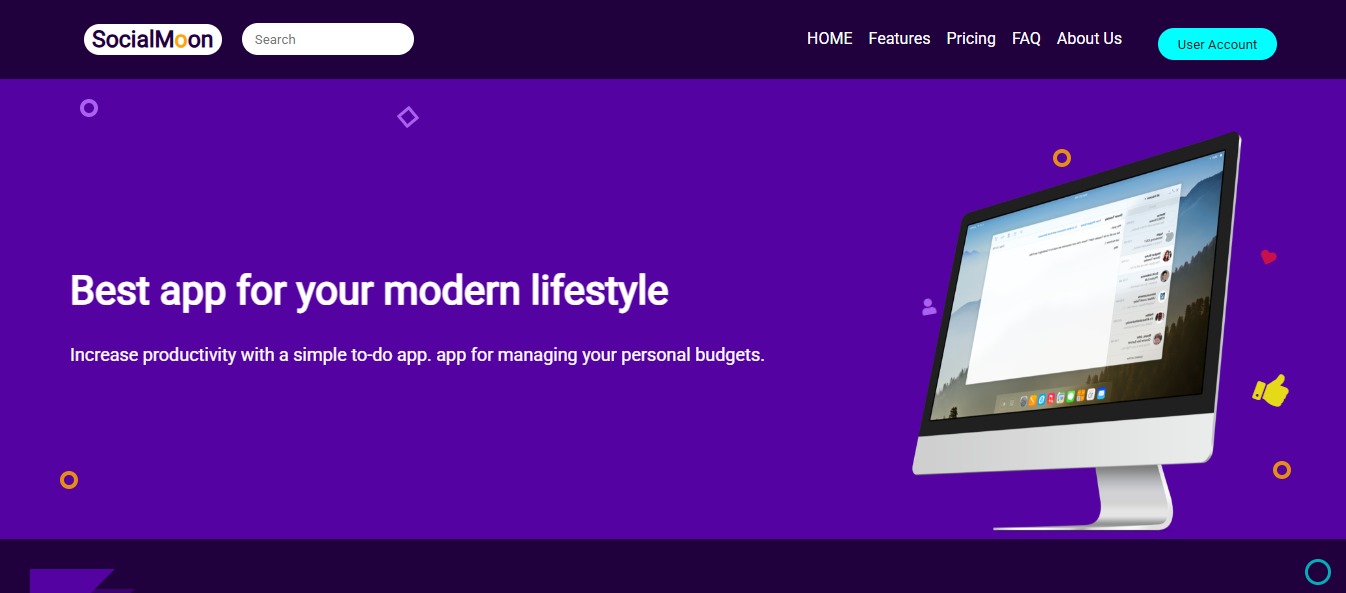 SocialMoon
Search
HOME Features Pricing FAQ About Us
User Account
Best app for your modern lifestyle
Increase productivity with a simple to-do app. app for managing your personal budgets.